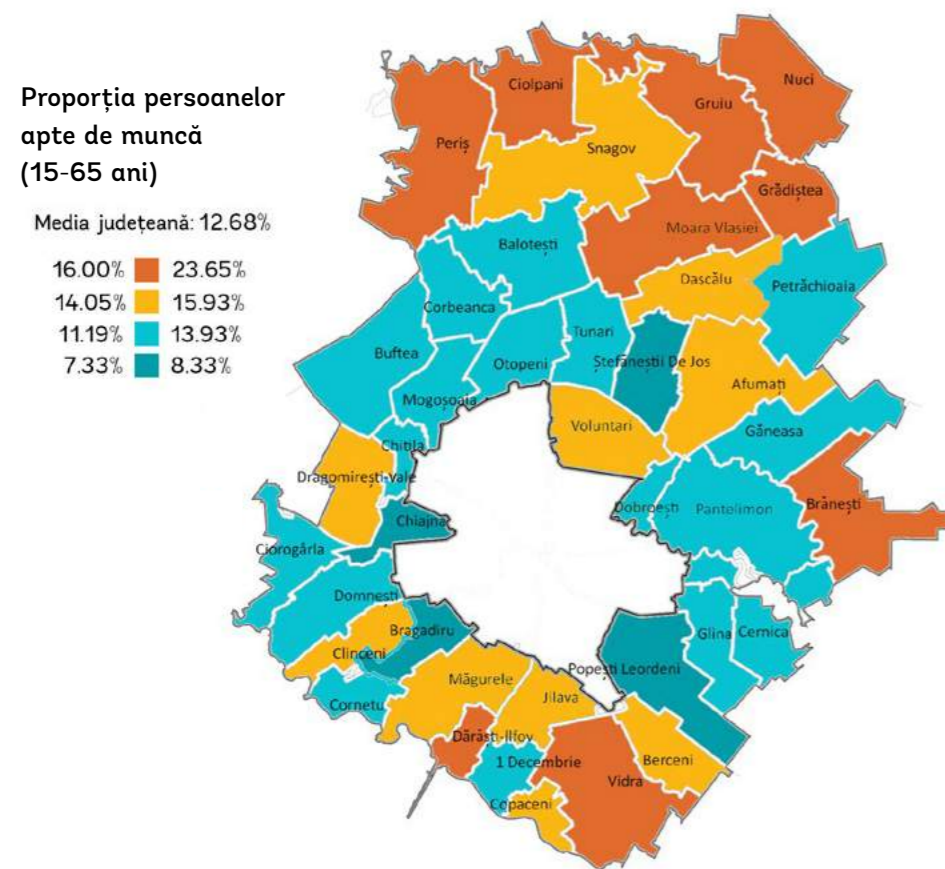 Proporția persoanelor
apte de muncă
(15-65 ani)
Media județeană: 12.68%
16.00% 23.65%
14.05% 15.93%
11.19% 13.93%
7.33% 8.33%
Nuci
Ciolpani
Gruiu
Periș
Snagov
Grădiștea
Moara Vlasiei
Balotești
Dascălu
Petrăchioaia
Corbeanca
Tunari
Buftea
Otopeni
Ștefăneștii De Jos
Afumați
Mogoșoaia
Voluntari
Găneasa
Chitila
Dragomirești-Vale
Dobroești
Pantelimon
Brănești
Chiajna
Ciorogârla
Domnești
Bragadiru
Glina
Cernica
Clinceni
Popești Leordeni
Măgurele
Jilava
Cornetu
Dărăști-Ilfov
1 Decembrie
Berceni
Vidra
Copaceni